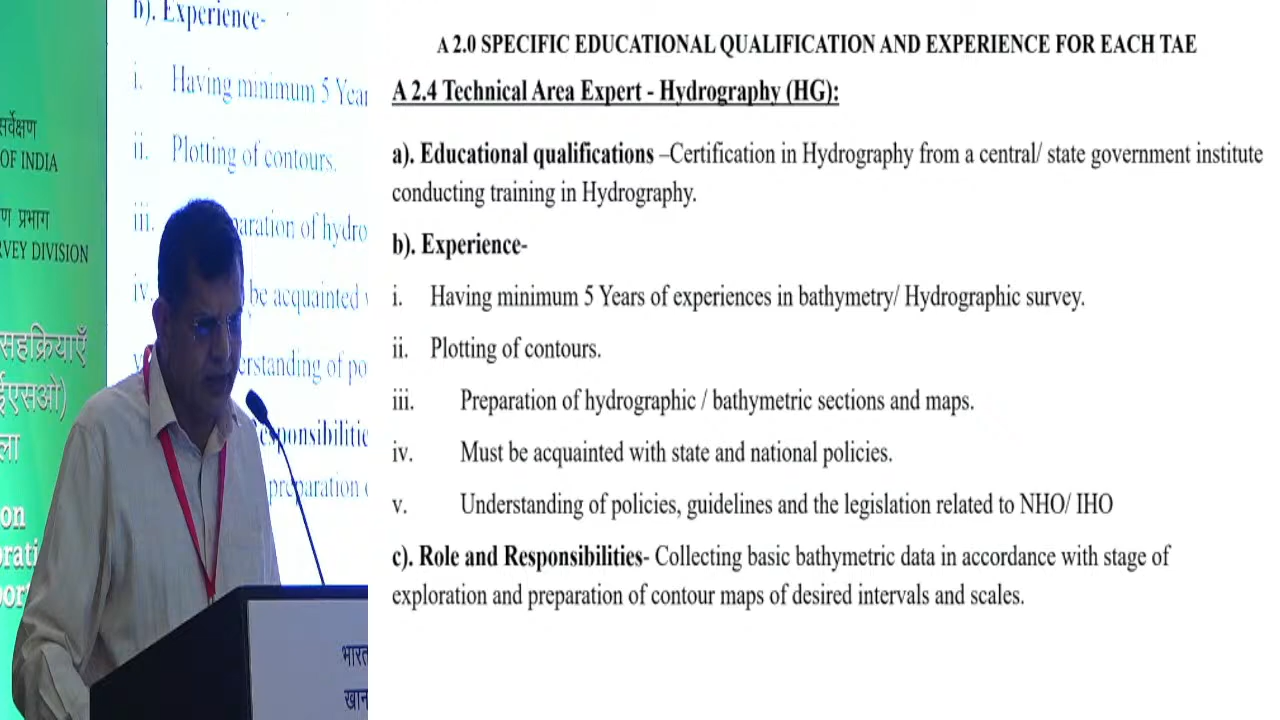 सर्वेक्षण
OF INDIA
ण प्रभाग
RVEY DIVISION
सहक्रियाएँ
ईएसओ)
ला
on
orati
por
b). Experience-
i. Having minimum 5 Year
ii. Plotting of contours.
iii. aration of hydro
iv. be acquainted
v erstanding of po
esponsibilitie
preparation
भारत
खान
A 2.0 SPECIFIC EDUCATIONAL QUALIFICATION AND EXPERIENCE FOR EACH TAE
A 2.4 Technical Area Expert - Hydrography (HG):
a). Educational qualifications –Certification in Hydrography from a central/ state government institute
conducting training in Hydrography.
b). Experience-
i. Having minimum 5 Years of experiences in bathymetry/ Hydrographic survey.
ii. Plotting of contours.
iii. Preparation of hydrographic / bathymetric sections and maps.
iv. Must be acquainted with state and national policies.
v. Understanding of policies, guidelines and the legislation related to NHO/ IHO
c). Role and Responsibilities- Collecting basic bathymetric data in accordance with stage of
exploration and preparation of contour maps of desired intervals and scales.